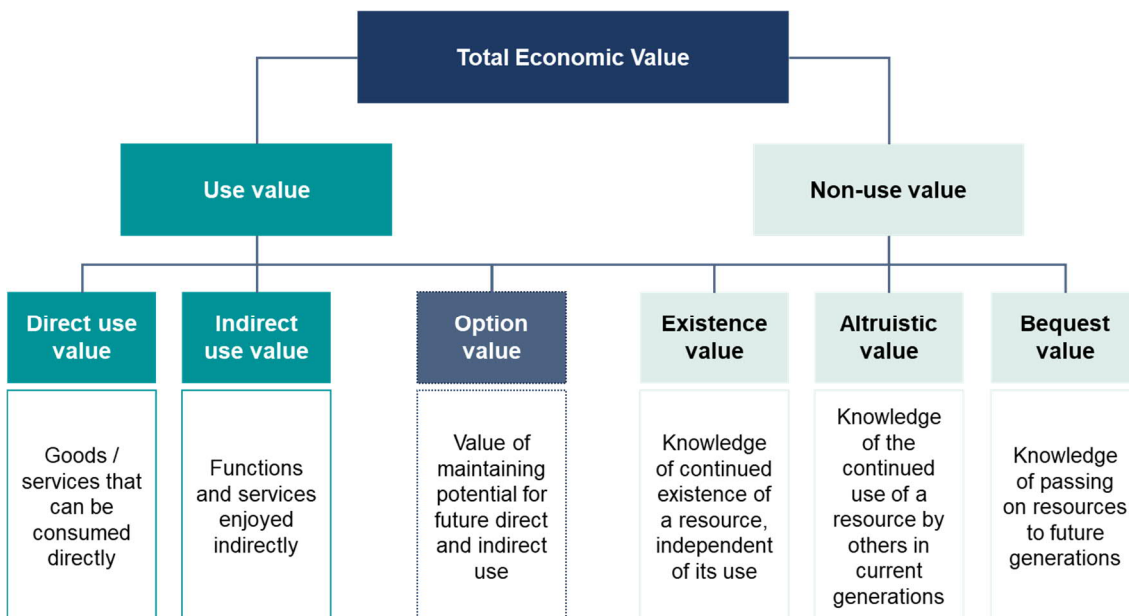 Total Economic Value
Use value
Non-use value
Direct use
value
Indirect
use value
Option
value
Existence
value
Altruistic
value
Bequest
value
Goods /
services that
can be
consumed
directly
Functions
and services
enjoyed
indirectly
Value of
maintaining
potential for
future direct
and indirect
use
Knowledge
of continued
existence of
a resource,
independent
of its use
Knowledge
of the
continued
use of a
resource by
others in
current
generations
Knowledge
of passing
on resources
to future
generations